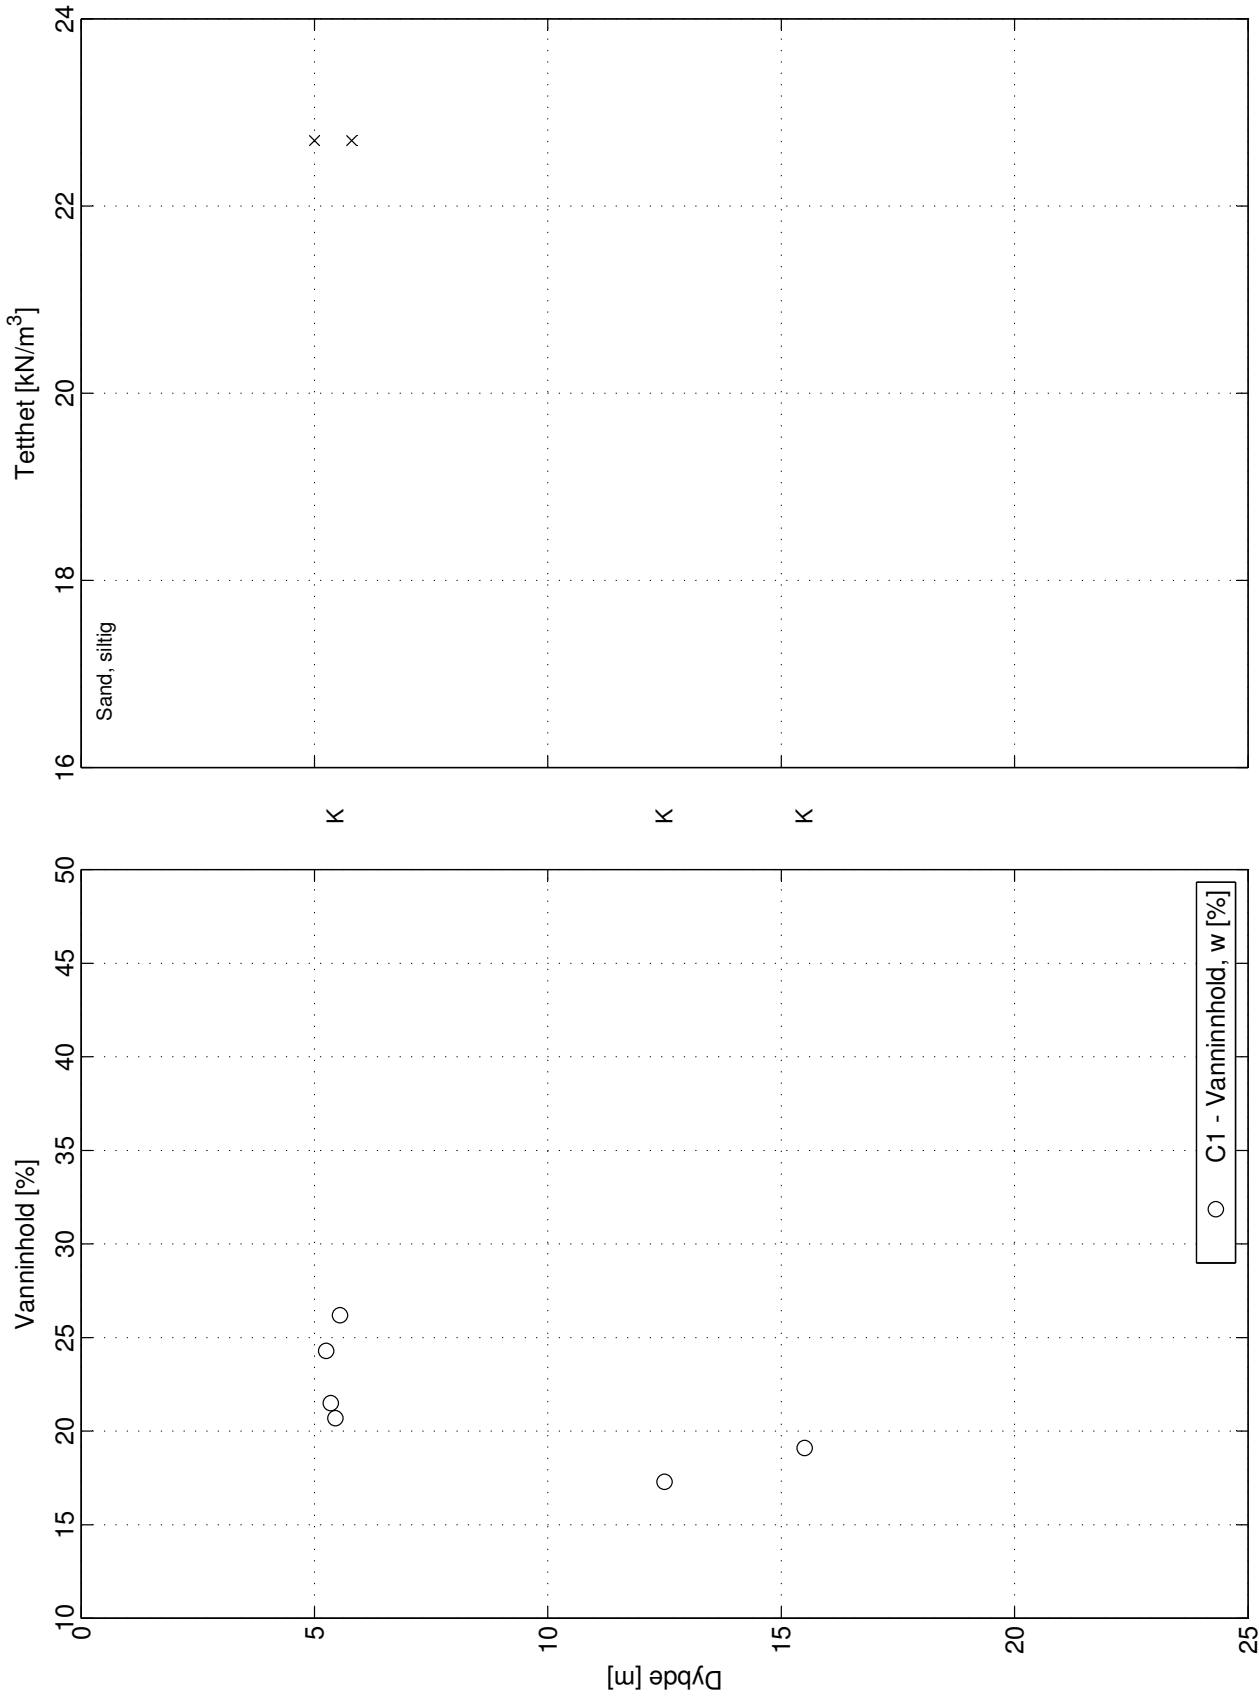 Vanninhold [%]
10 15 20 25 30 35 40 45 50
Dybde [m]
0
5
10
15
20
25
C1 - Vanninnhold, w [%]
K
K
K
Tetthet [kN/m³]
16 18 20 22 24
Sand, siltig